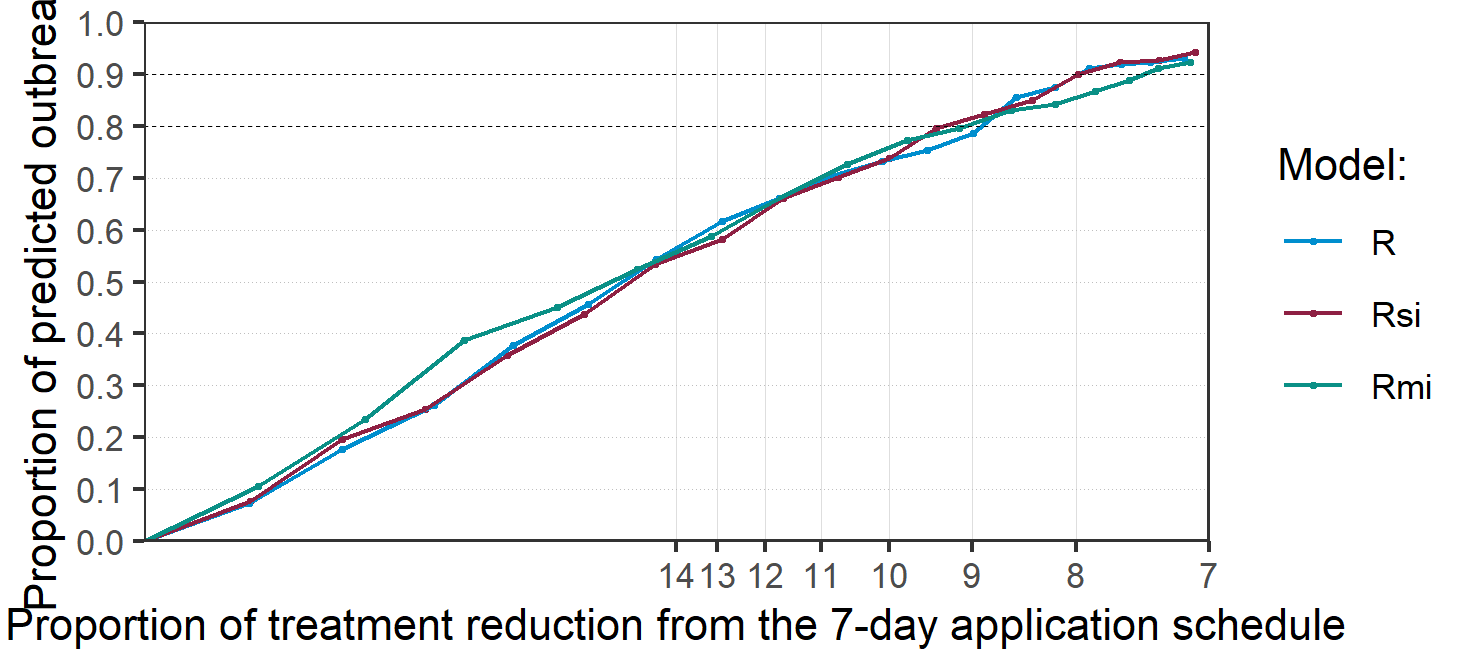 Proportion of predicted outbrea
1.0
0.9
0.8
0.7
0.6
0.5
0.4
0.3
0.2
0.1
0.0
14 13 12 11 10 9 8 7
Proportion of treatment reduction from the 7-day application schedule
Model:
R
Rsi
Rmi